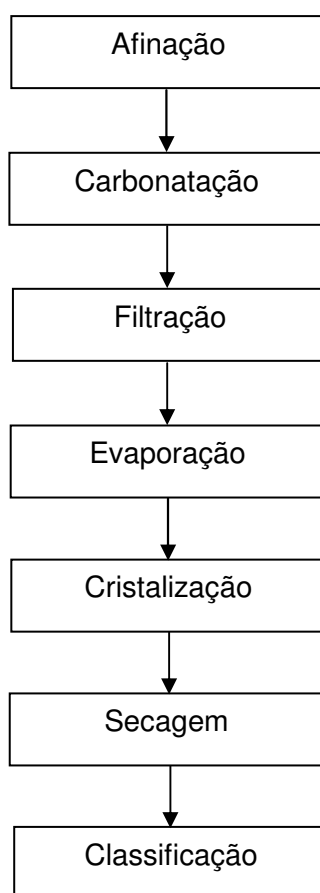 Afinação
Carbonatação
Filtração
Evaporação
Cristalização
Secagem
Classificação